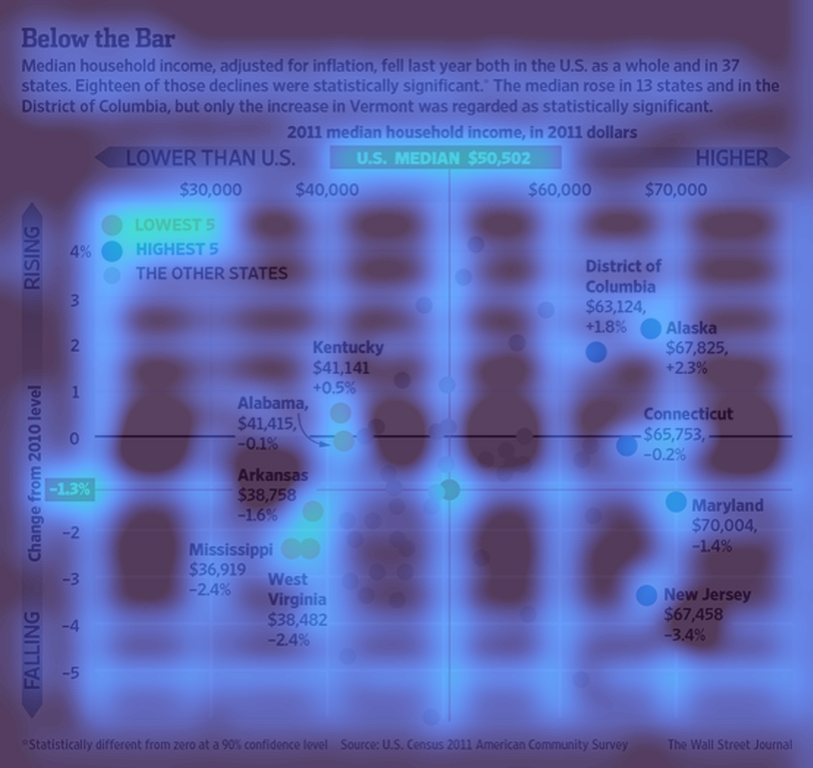 Below the Bar
Median household income, adjusted for inflation, fell last year both in the U.S. as a whole and in 37
states. Eighteen of those declines were statistically significant.* The median rose in 13 states and in the
District of Columbia, but only the increase in Vermont was regarded as statistically significant.
2011 median household income, in 2011 dollars
LOWER THAN U.S.
U.S. MEDIAN $50,502
HIGHER
$30,000
$40,000
$60,000
$70,000
RISING
LOWEST 5
HIGHEST 5
THE OTHER STATES
4%
3
2
1
0
-1.3%
-2
-3
-4
-5
Change from 2010 level
FALLING
District of
Columbia
$63,124,
+1.8%
Alaska
$67,825,
+2.3%
Kentucky
$41,141
+0.5%
Alabama,
$41,415,
-0.1%
Connecticut
$65,753,
-0.2%
Arkansas
$38,758
-1.6%
Maryland
$70,004,
-1.4%
Mississippi
$36,919
-2.4%
West
Virginia
$38,482
-2.4%
New Jersey
$67,458
-3.4%
*Statistically different from zero at a 90% confidence level
Source: U.S. Census 2011 American Community Survey
The Wall Street Journal